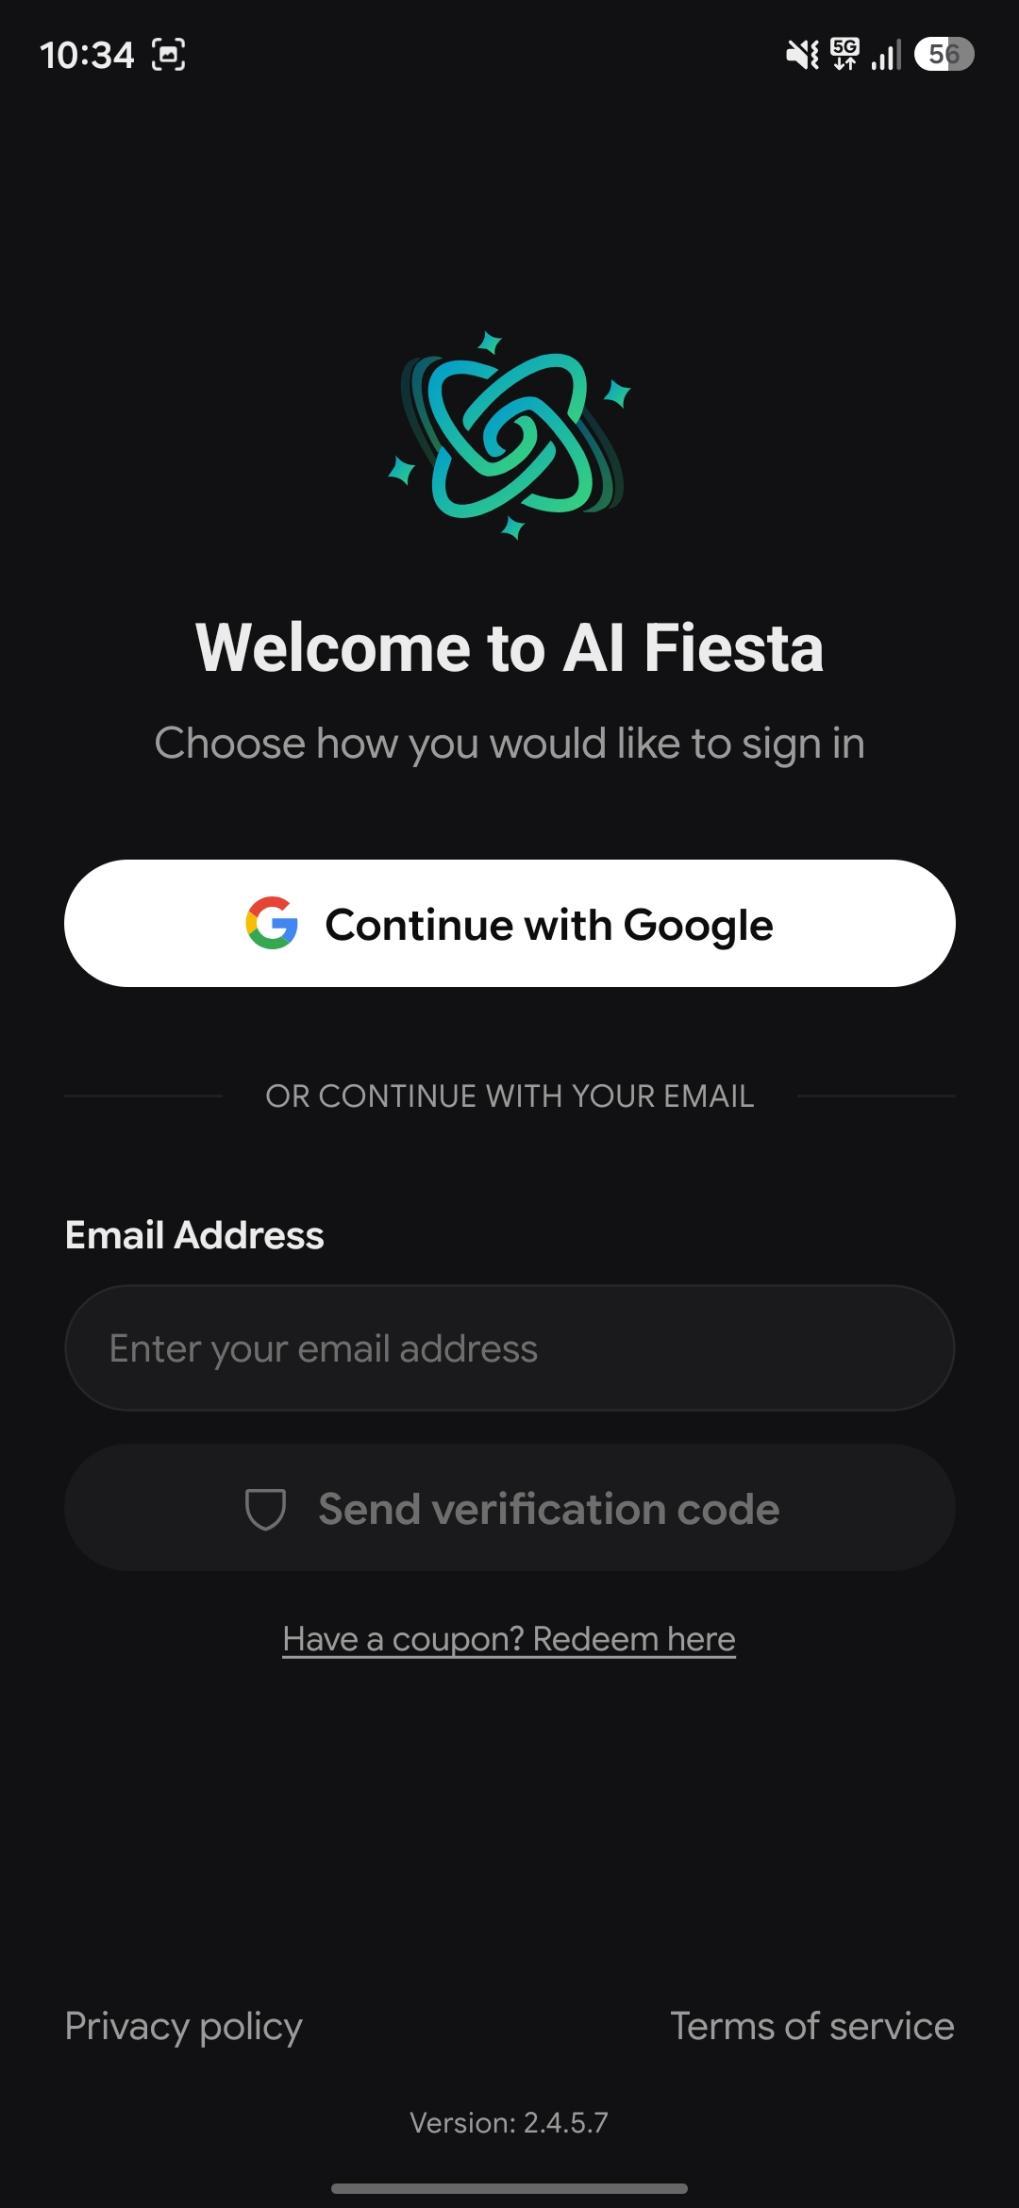 10:34
5G
56
Welcome to AI Fiesta
Choose how you would like to sign in
Continue with Google
OR CONTINUE WITH YOUR EMAIL
Email Address
Enter your email address
Send verification code
Have a coupon? Redeem here
Privacy policy
Terms of service
Version: 2.4.5.7